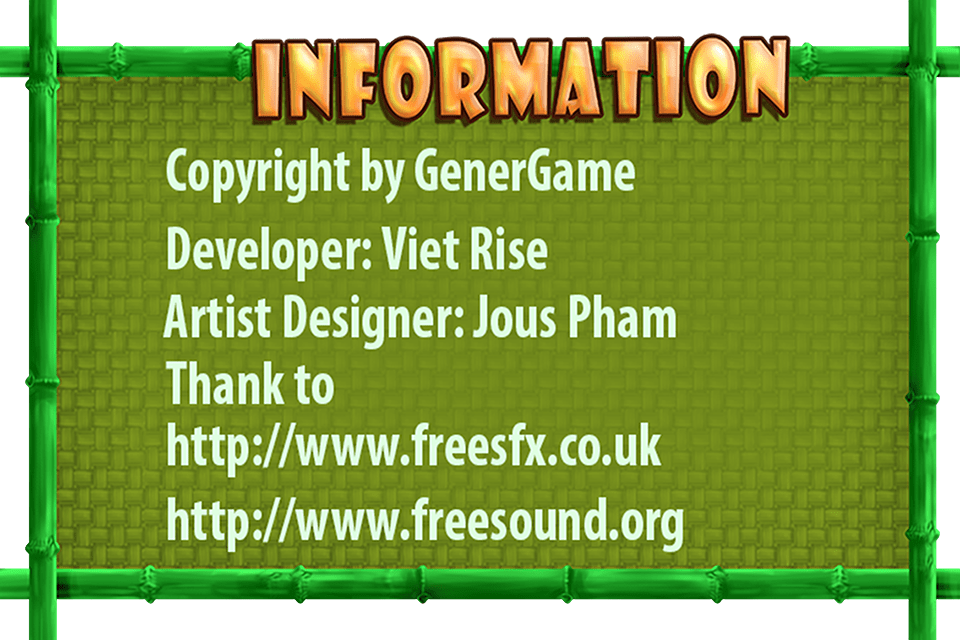 INFORMATION
Copyright by GenerGame
Developer: Viet Rise
Artist Designer: Jous Pham
Thank to
http://www.freesfx.co.uk
http://www.freesound.org